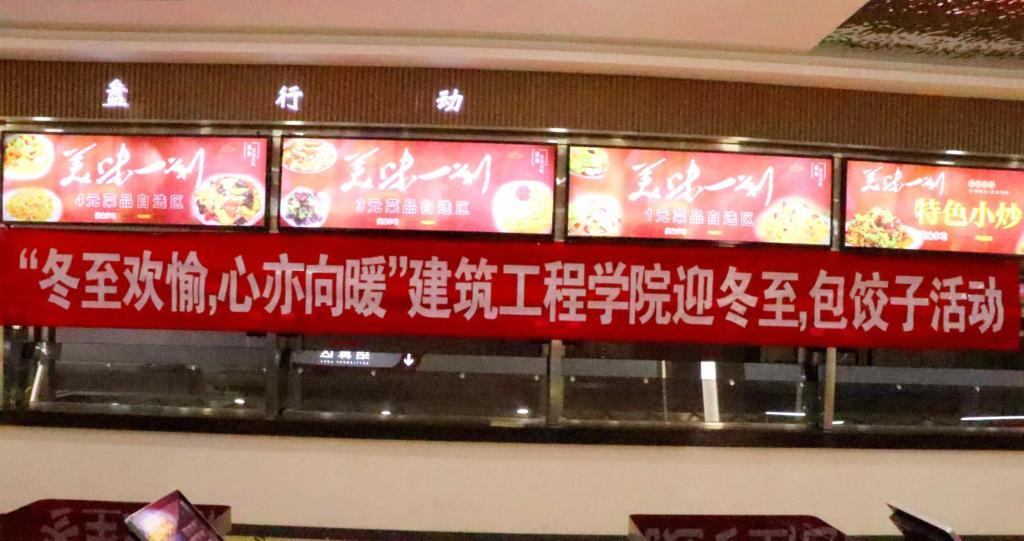 盘 行 动
美味一刻
4元菜品自选区
美味一刻
3元菜品自选区
美味一刻
1元菜品自选区
美味一刻
特色小炒
“冬至欢愉,心亦向暖”建筑工程学院迎冬至,包饺子活动